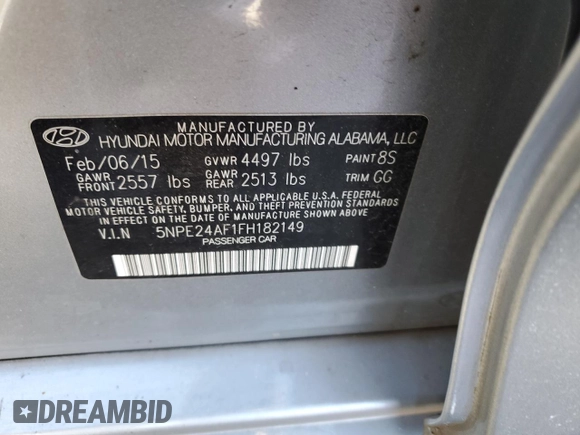 MANUFACTURED BY
HYUNDAI MOTOR MANUFACTURING ALABAMA, LLC
Feb/06/15 GVWR 4497 lbs PAINT 8S
GAWR FRONT 2557 lbs GAWR REAR 2513 lbs TRIM GG
THIS VEHICLE CONFORMS TO ALL APPLICABLE U.S.A. FEDERAL
MOTOR VEHICLE SAFETY, BUMPER, AND THEFT PREVENTION STANDARDS
IN EFFECT ON THE DATE OF MANUFACTURE SHOWN ABOVE.
V.I.N 5NPE24AF1FH182149
PASSENGER CAR
DREAMBID